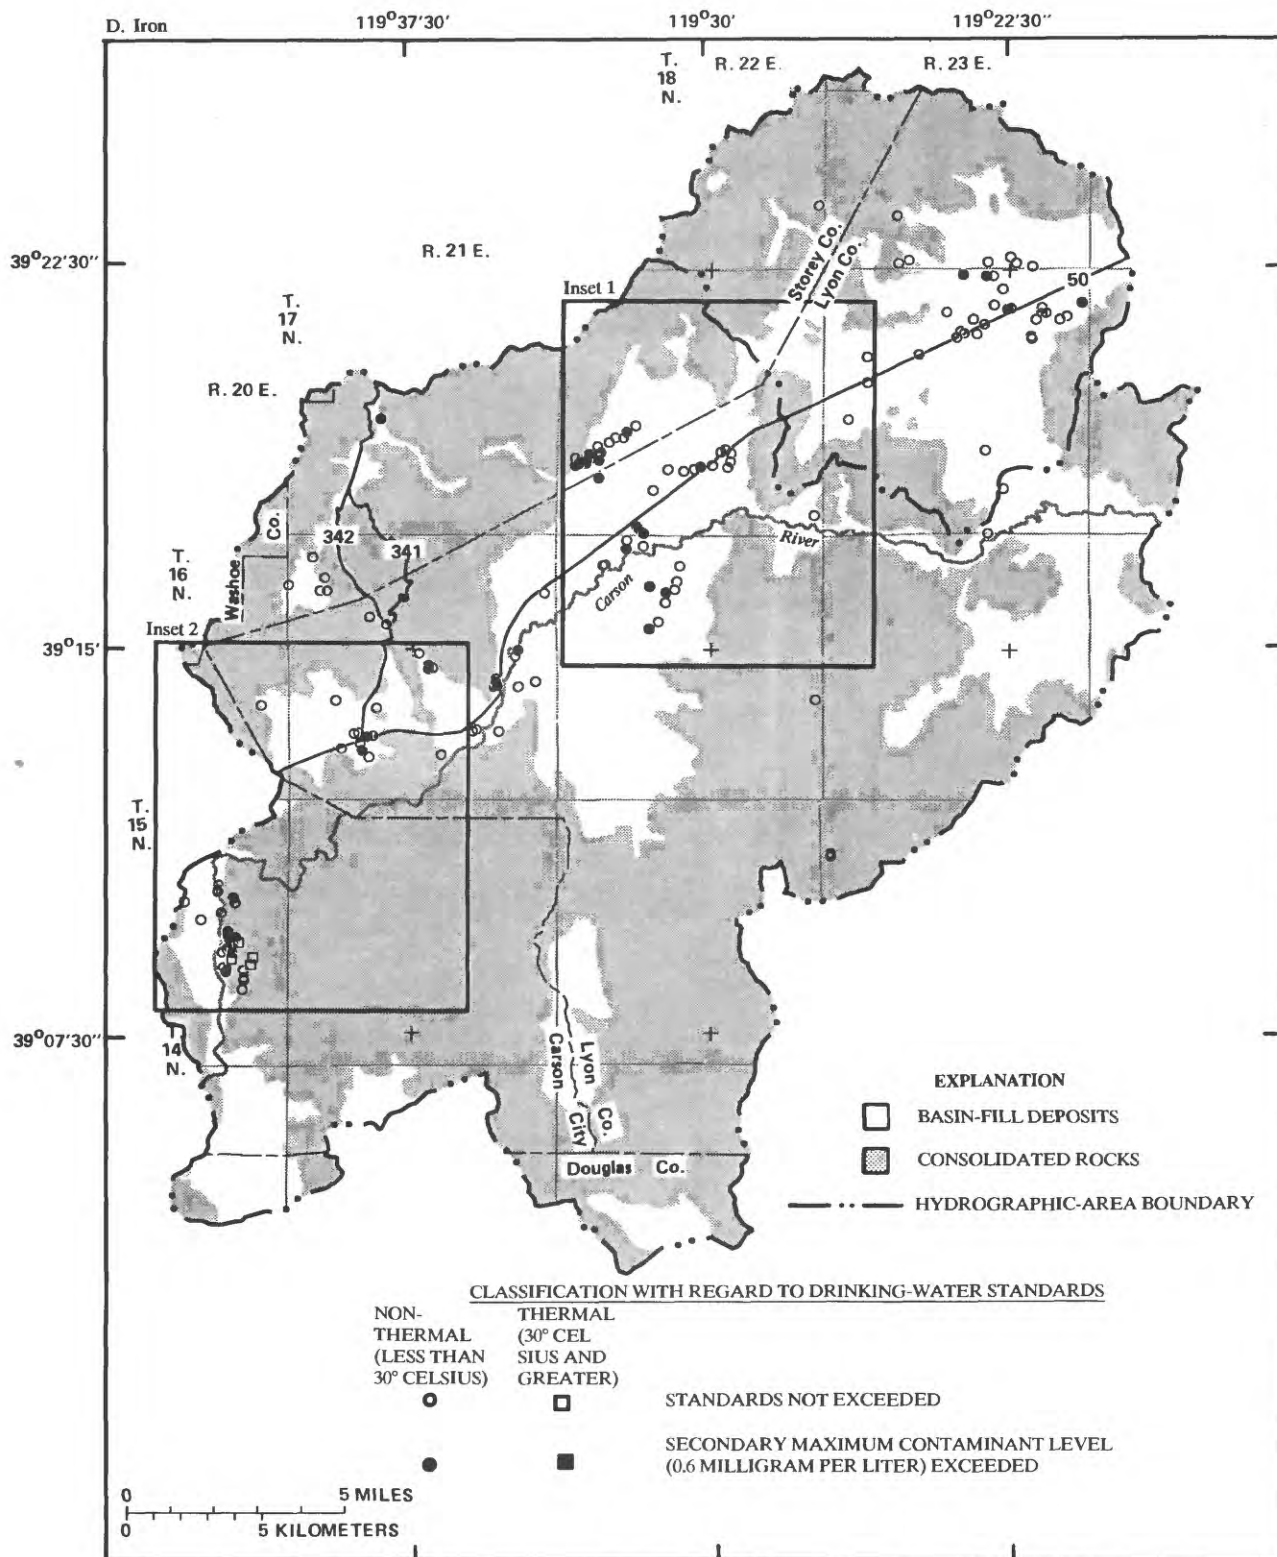 D. Iron
119°37'30'
119°30'
119°22'30"
T.
18
N.
R. 22 E.
R. 23 E.
39°22'30"
R. 21 E.
Storey Co.
Lyon Co.
50
Inset 1
T.
17
N.
R. 20 E.
Co.
Washoe
342
341
River
Carson
T.
16
N.
Inset 2
39°15'
T.
15
N.
39°07'30"
T.
14
N.
Carson
City
Lyon
Co.
Douglas Co.
EXPLANATION
BASIN-FILL DEPOSITS
CONSOLIDATED ROCKS
HYDROGRAPHIC-AREA BOUNDARY
CLASSIFICATION WITH REGARD TO DRINKING-WATER STANDARDS
NON-
THERMAL
(LESS THAN
30° CELSIUS)
THERMAL
(30° CEL
SIUS AND
GREATER)
STANDARDS NOT EXCEEDED
SECONDARY MAXIMUM CONTAMINANT LEVEL
(0.6 MILLIGRAM PER LITER) EXCEEDED
0 5 MILES
0 5 KILOMETERS